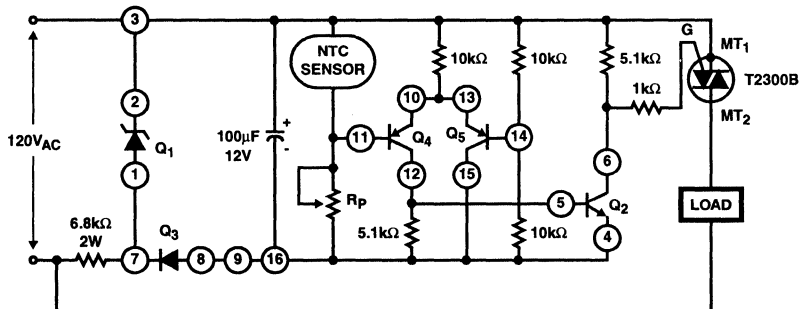 3
G
MT1
10kΩ
10kΩ
5.1kΩ
NTC
SENSOR
T2300B
1kΩ
MT2
2
10
13
120VAC
Q1
100µF
12V
+
-
11
Q4
Q5
14
1
12
15
6
RP
5
Q2
LOAD
6.8kΩ
2W
Q3
5.1kΩ
10kΩ
4
7
8
9
16